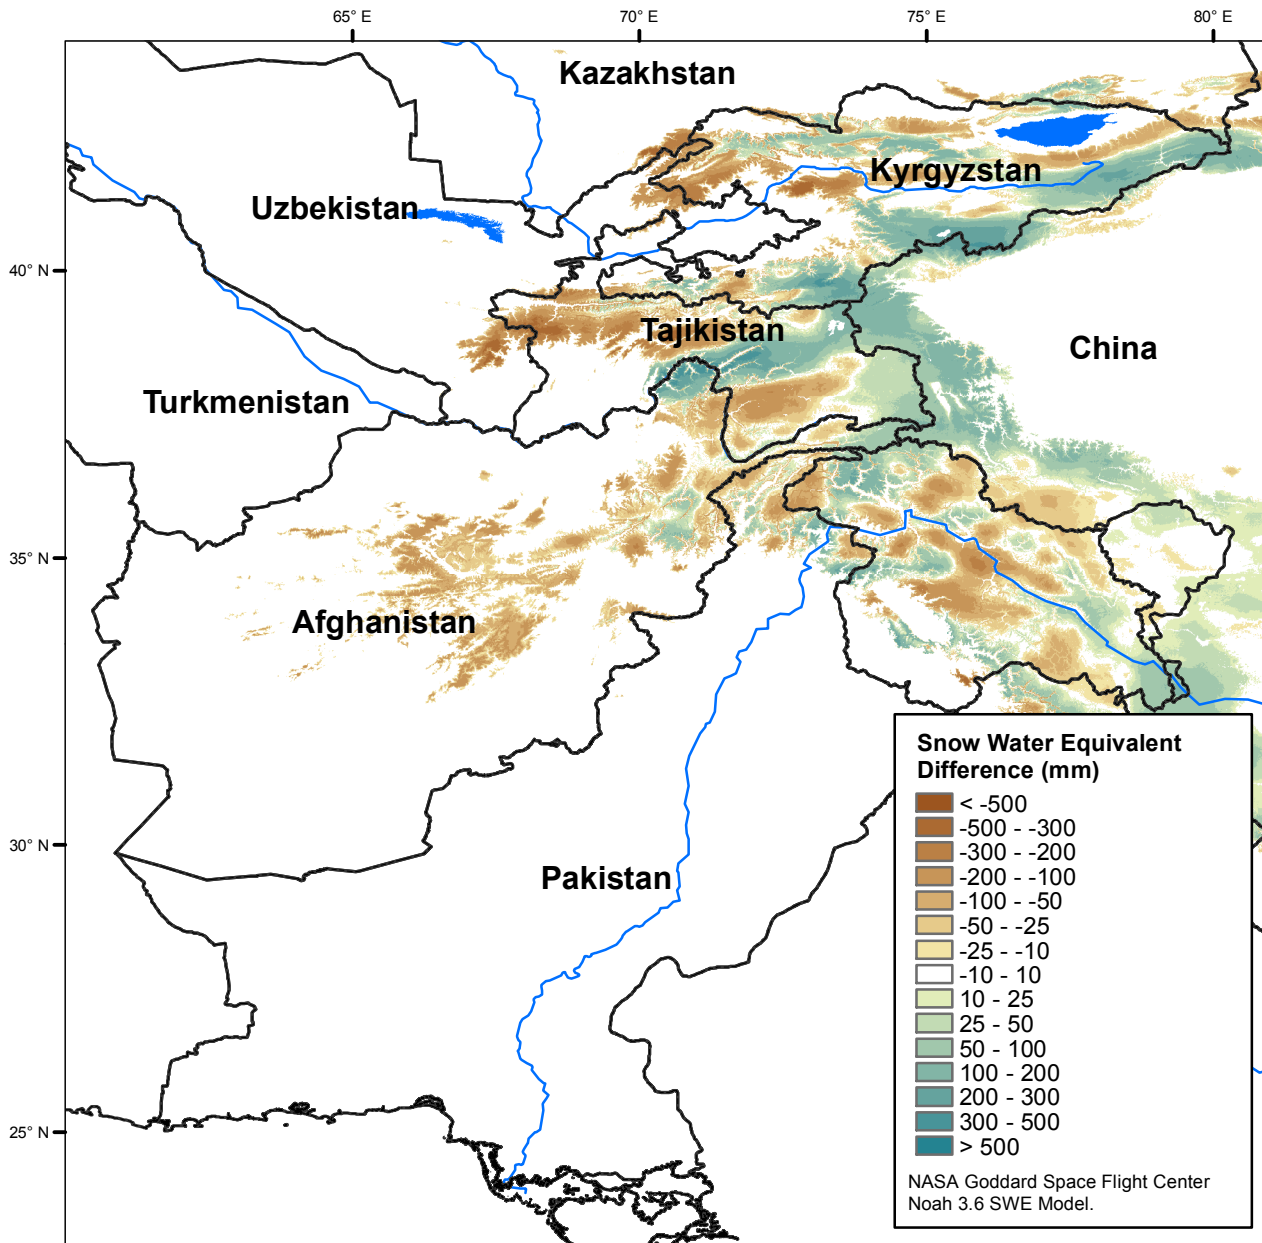 65° E
70° E
75° E
80° E
Kazakhstan
Kyrgyzstan
Uzbekistan
40° N
Tajikistan
China
Turkmenistan
35° N
Afghanistan
30° N
Pakistan
25° N
Snow Water Equivalent
Difference (mm)
< -500
-500 - -300
-300 - -200
-200 - -100
-100 - -50
-50 - -25
-25 - -10
-10 - 10
10 - 25
25 - 50
50 - 100
100 - 200
200 - 300
300 - 500
> 500
NASA Goddard Space Flight Center
Noah 3.6 SWE Model.